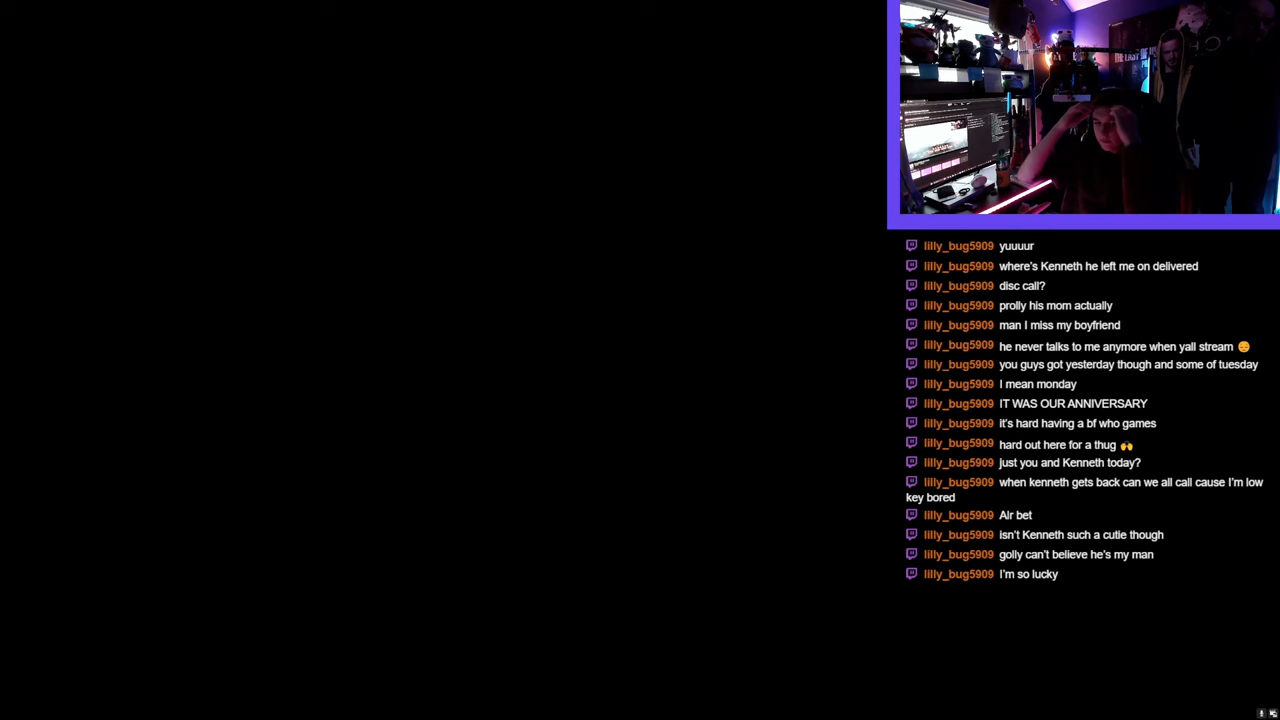 THE LAST OF
lilly_bug5909 yuuuur
lilly_bug5909 where's Kenneth he left me on delivered
lilly_bug5909 disc call?
lilly_bug5909 prolly his mom actually
lilly_bug5909 man I miss my boyfriend
lilly_bug5909 he never talks to me anymore when yall stream 😔
lilly_bug5909 you guys got yesterday though and some of tuesday
lilly_bug5909 I mean monday
lilly_bug5909 IT WAS OUR ANNIVERSARY
lilly_bug5909 it's hard having a bf who games
lilly_bug5909 hard out here for a thug 🙌
lilly_bug5909 just you and Kenneth today?
lilly_bug5909 when kenneth gets back can we all call cause I'm low
key bored
lilly_bug5909 Alr bet
lilly_bug5909 isn't Kenneth such a cutie though
lilly_bug5909 golly can't believe he's my man
lilly_bug5909 I'm so lucky